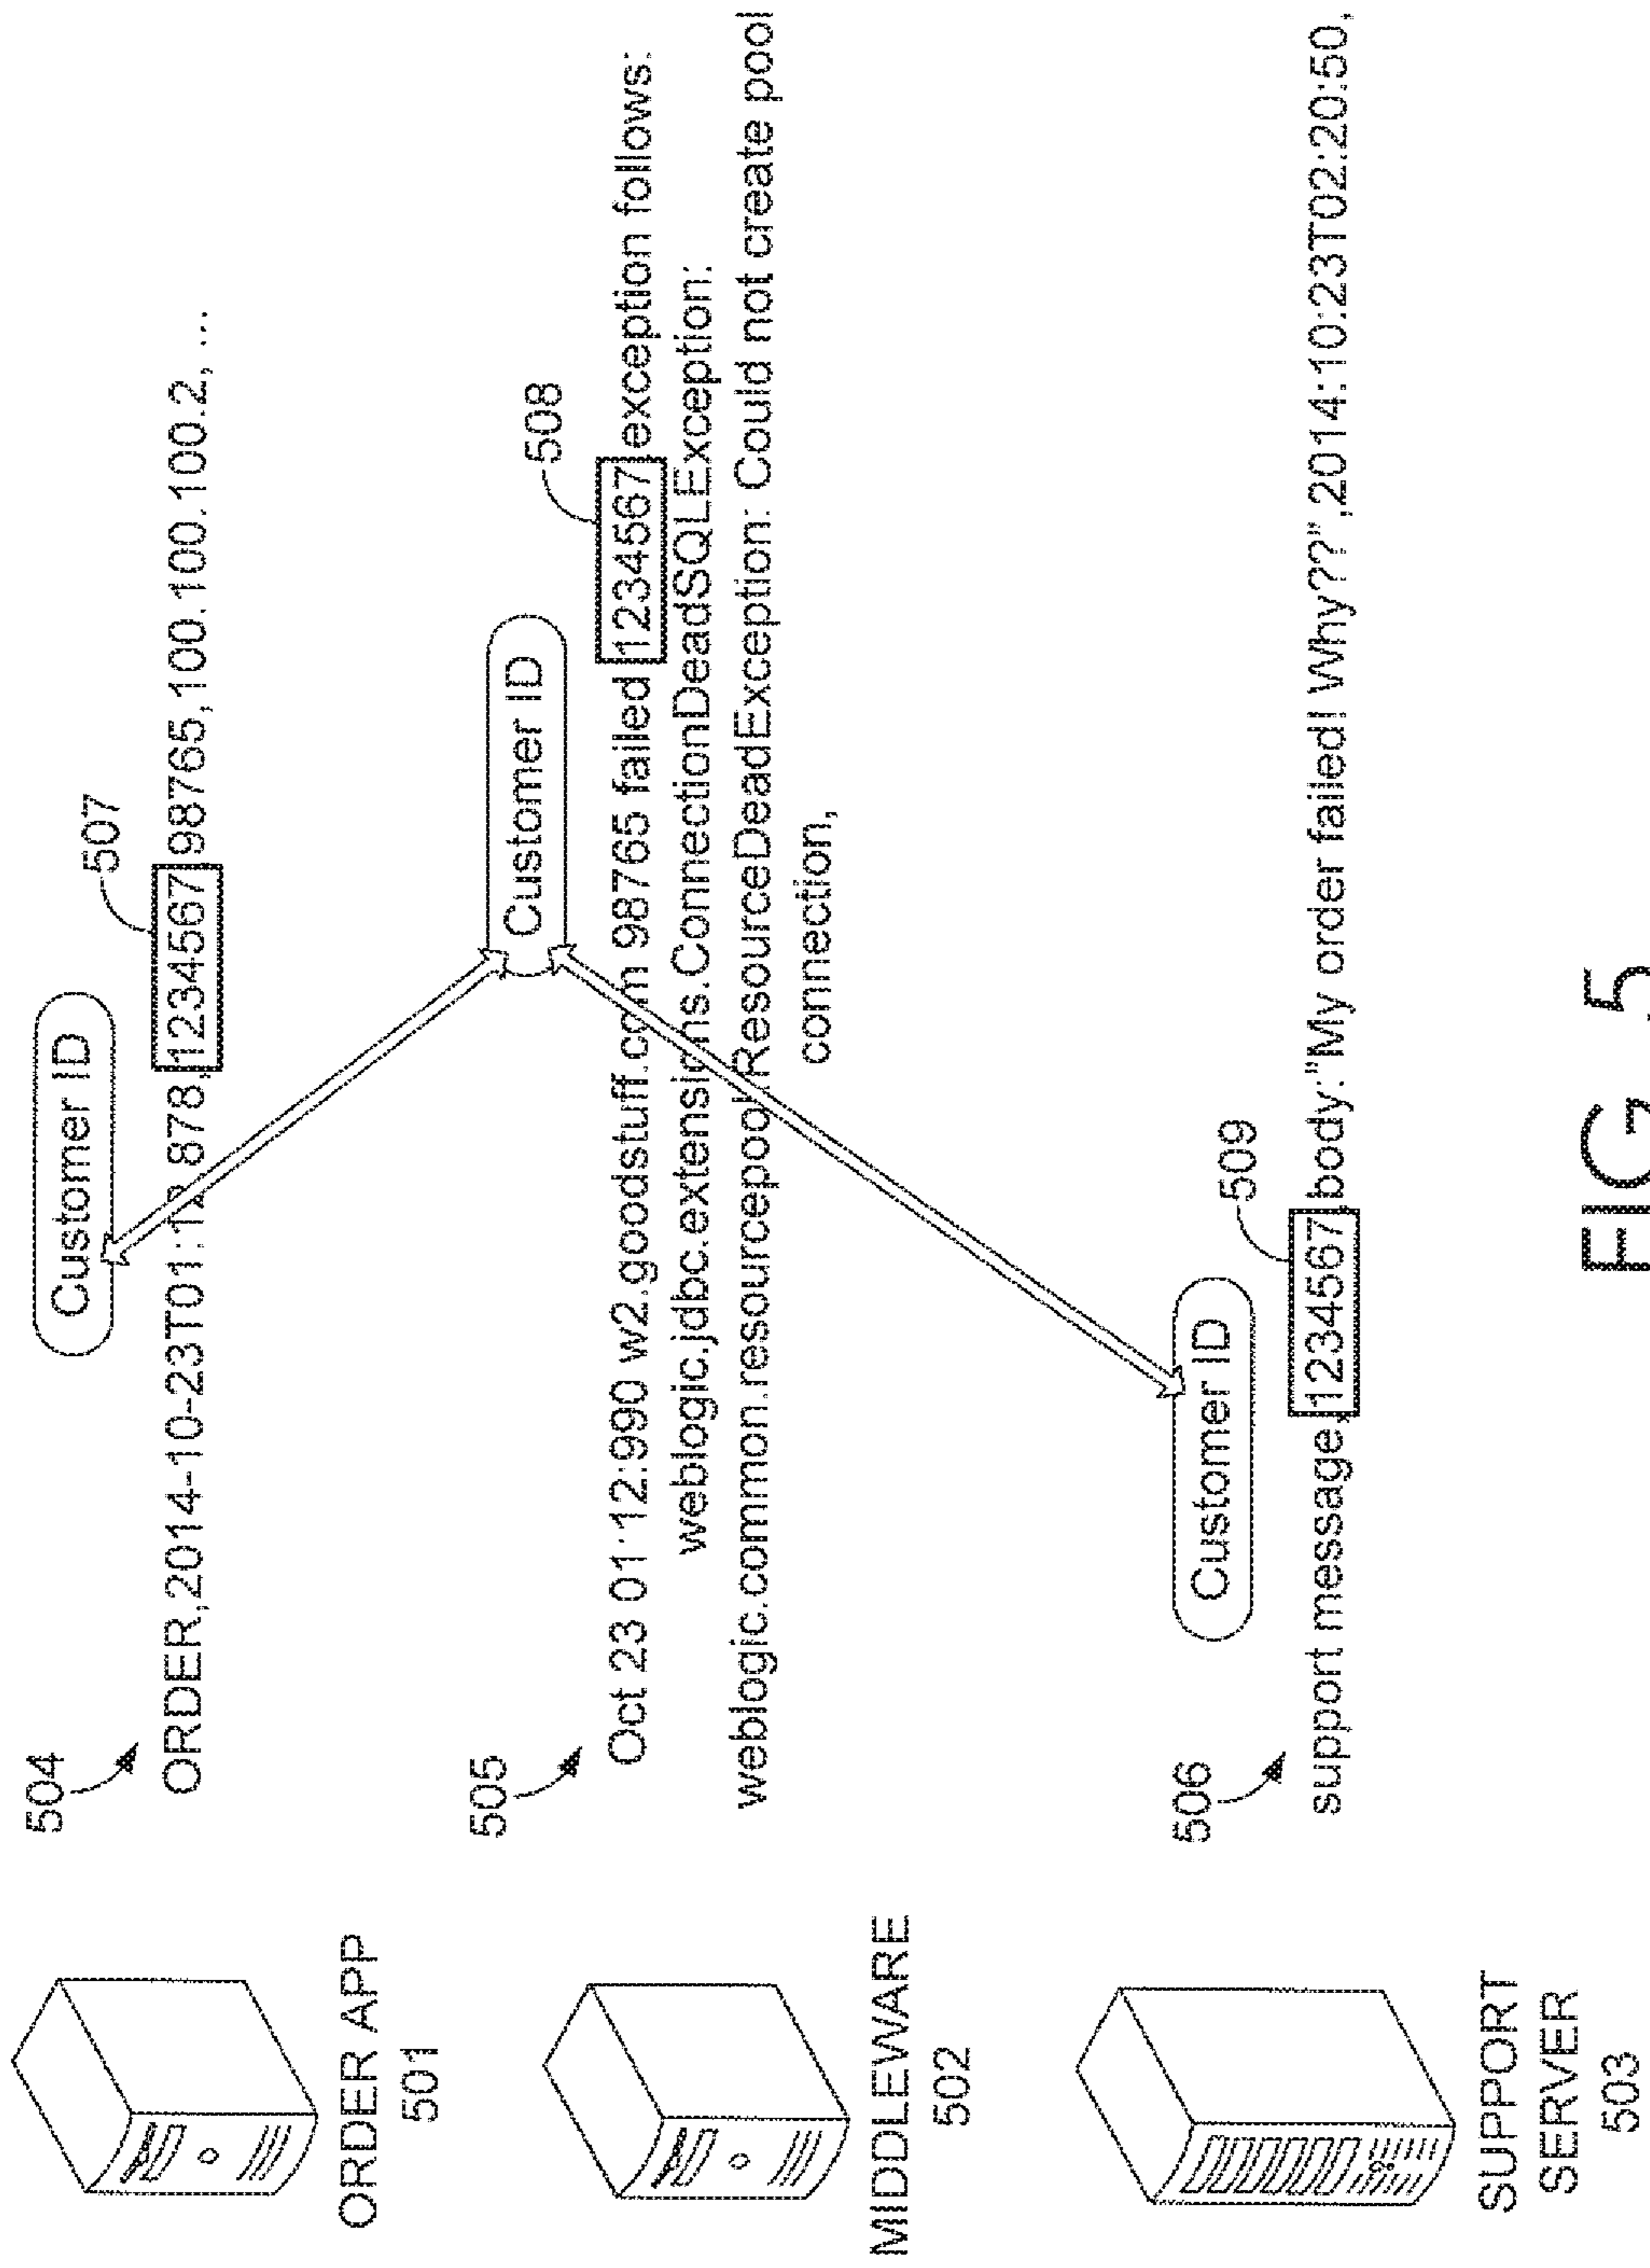 504
Customer ID
507
ORDER,2014-10-23T01:12.878,1234567,98765,100.100.100.2, ...
ORDER APP
501
505
Customer ID
508
Oct 23 01:12:990 w2.goodstuff.com 98765 failed 1234567 exception follows:
weblogic.jdbc.extensions.ConnectionDeadSQLException:
weblogic.common.resourcepool.ResourceDeadException: Could not create pool
connection,
MIDDLEWARE
502
506
Customer ID
509
support message,1234567,body:"My order failed! Why??",2014:10:23T02:20:50,
SUPPORT
SERVER
503
FIG. 5